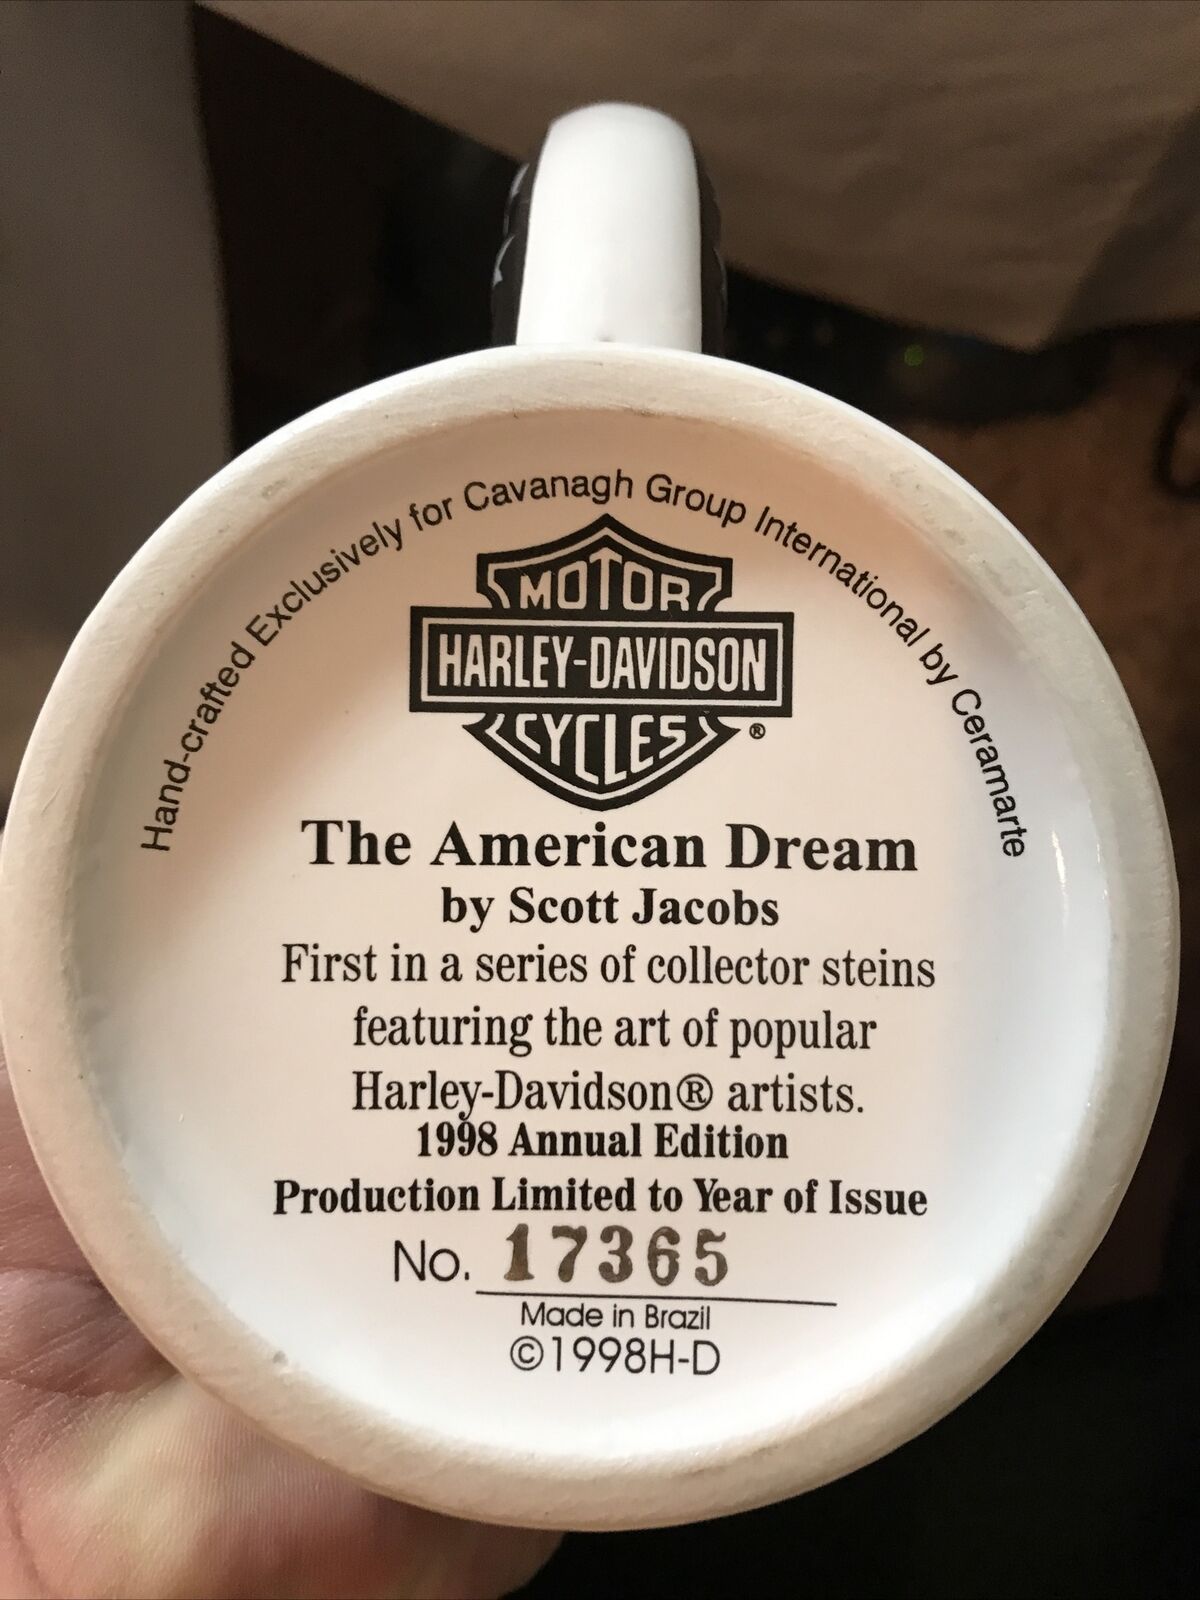 Hand-crafted Exclusively for Cavanagh Group International by Ceramarte
MOTOR
HARLEY-DAVIDSON
CYCLES
®
The American Dream
by Scott Jacobs
First in a series of collector steins
featuring the art of popular
Harley-Davidson® artists.
1998 Annual Edition
Production Limited to Year of Issue
No. 17365
Made in Brazil
©1998H-D